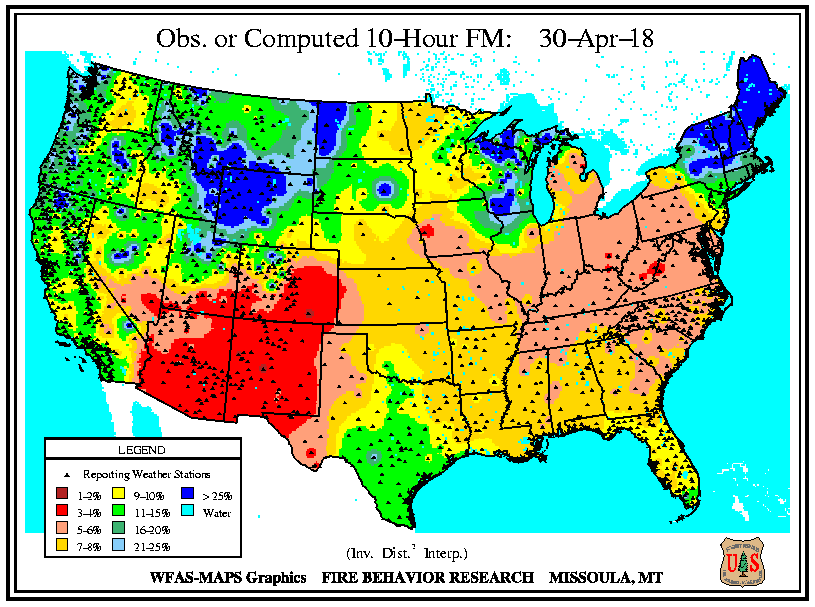 Obs. or Computed 10-Hour FM: 30-Apr-18
LEGEND
Reporting Weather Stations
1-2% 9-10% > 25%
3-4% 11-15% Water
5-6% 16-20%
7-8% 21-25%
(Inv. Dist.² Interp.)
WFAS-MAPS Graphics FIRE BEHAVIOR RESEARCH MISSOULA, MT
U S